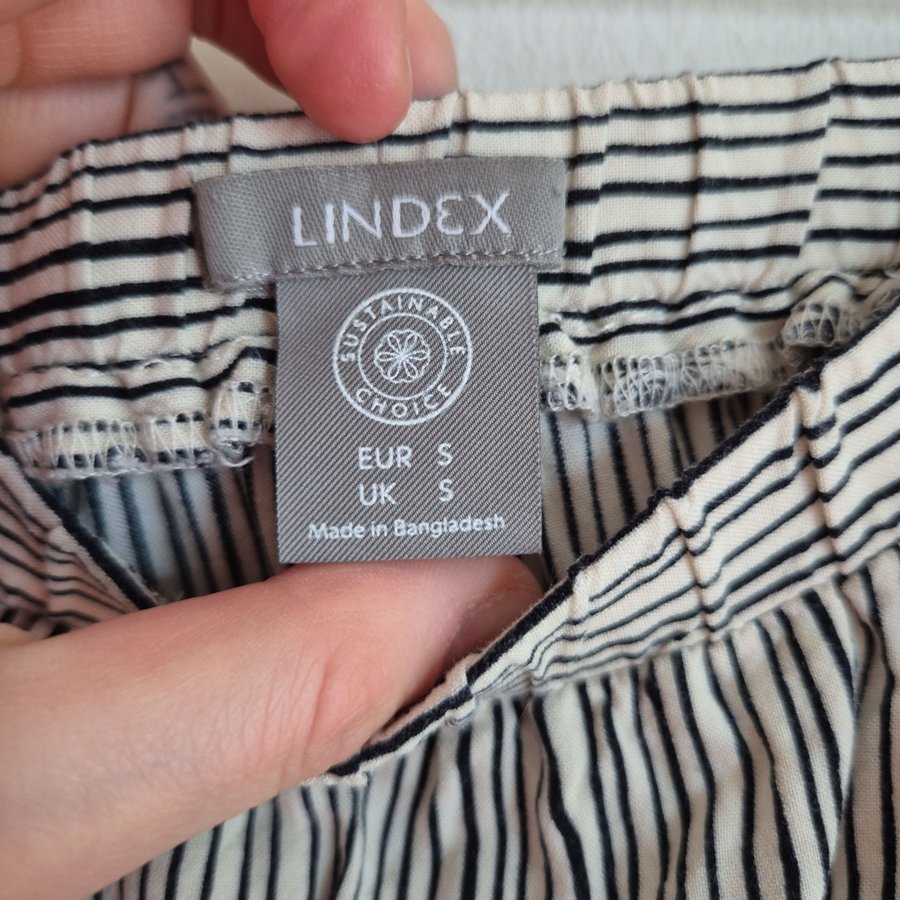 LINDEX
SUSTAINABLE
CHOICE
EUR S
UK S
Made in Bangladesh